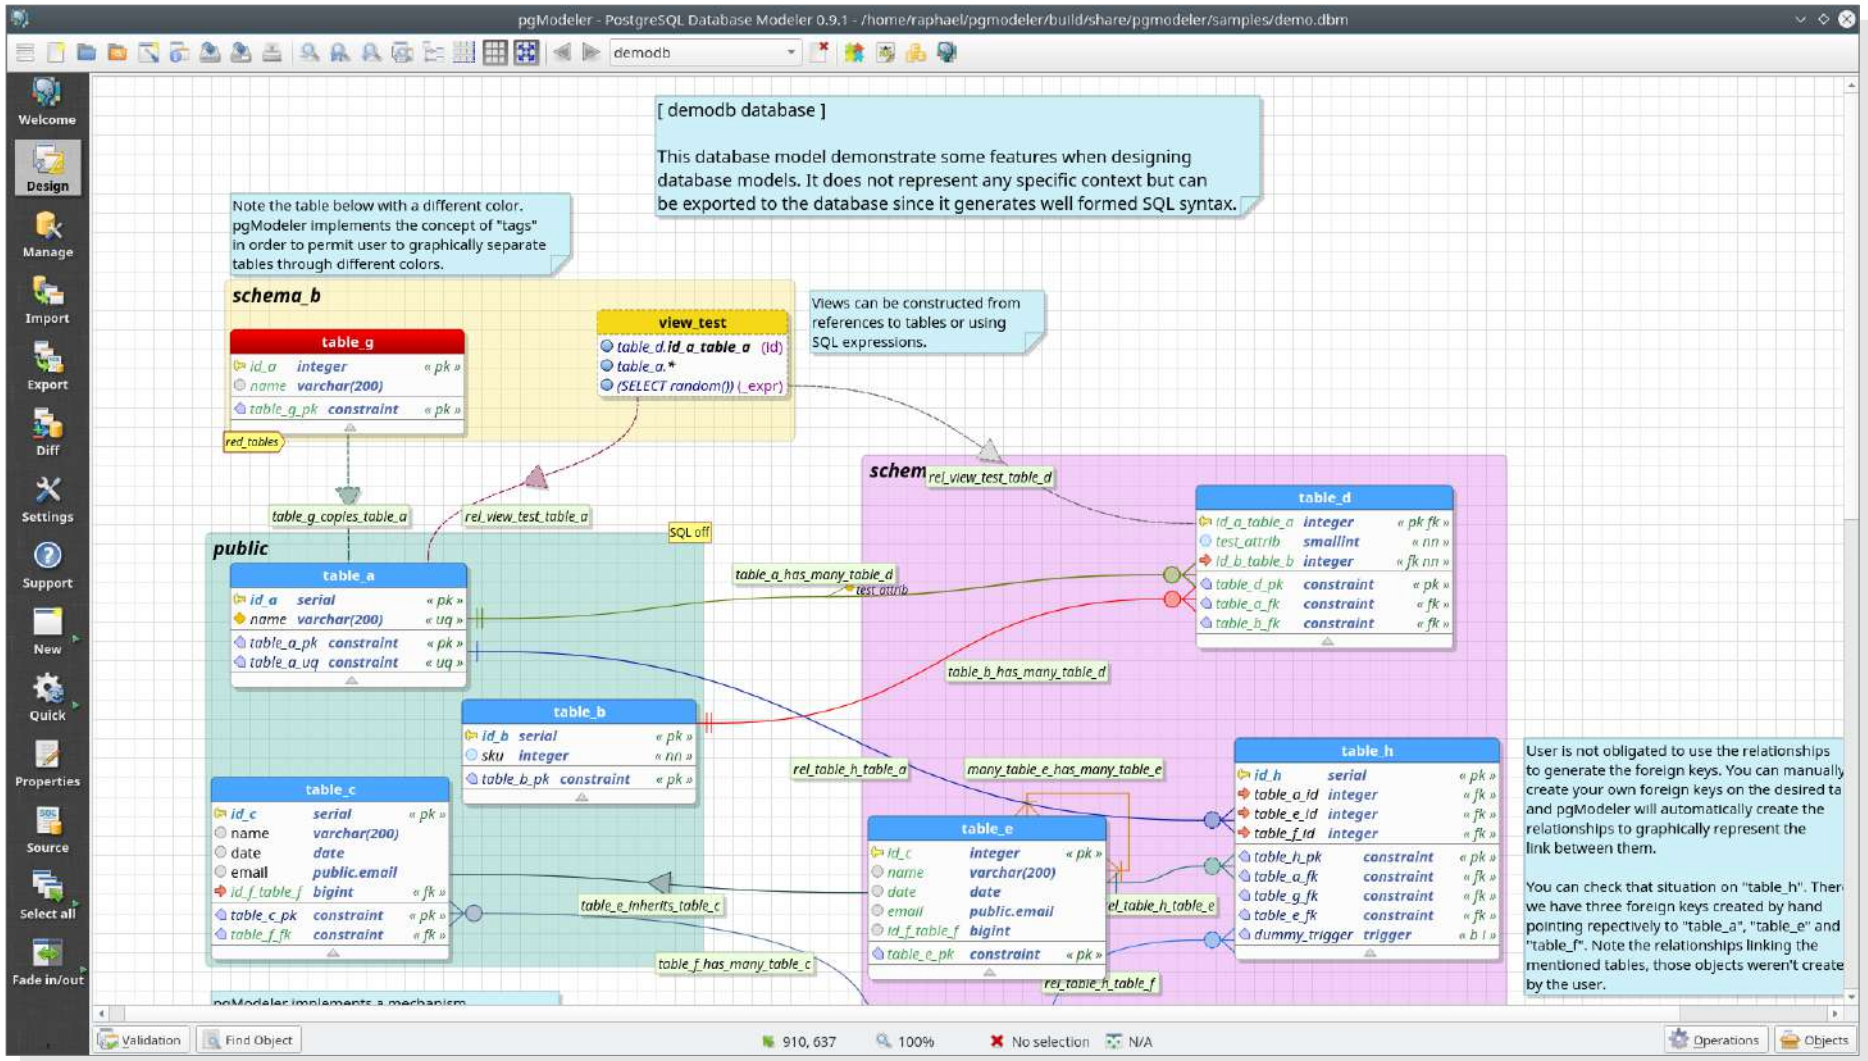 pgModeler - PostgreSQL Database Modeler 0.9.1 - /home/raphael/pgmodeler/build/share/pgmodeler/samples/demo.dbm
demodb
Welcome
Design
Manage
Import
Export
Diff
Settings
Support
New
Quick
Properties
Source
Select all
Fade in/out
[ demodb database ]
This database model demonstrate some features when designing
database models. It does not represent any specific context but can
be exported to the database since it generates well formed SQL syntax.
Note the table below with a different color.
pgModeler implements the concept of "tags"
in order to permit user to graphically separate
tables through different colors.
schema_b
table_g
id_a integer « pk »
name varchar(200)
table_g_pk constraint « pk »
red_tables
view_test
table_d.id_a_table_a (id)
table_a.*
(SELECT random()) (_expr)
Views can be constructed from
references to tables or using
SQL expressions.
table_g_copies_table_a
rel_view_test_table_a
schem
rel_view_test_table_d
table_d
id_a_table_a integer « pk fk »
test_attrib smallint « nn »
id_b_table_b integer « fk nn »
table_d_pk constraint « pk »
table_a_fk constraint « fk »
table_b_fk constraint « fk »
SQL off
public
table_a
id_a serial « pk »
name varchar(200) « uq »
table_a_pk constraint « pk »
table_a_uq constraint « uq »
table_a_has_many_table_d
test_attrib
table_b_has_many_table_d
table_b
id_b serial « pk »
sku integer « nn »
table_b_pk constraint « pk »
rel_table_h_table_a
many_table_e_has_many_table_e
table_c
id_c serial « pk »
name varchar(200)
date date
email public.email
id_f_table_f bigint « fk »
table_c_pk constraint « pk »
table_f_fk constraint « fk »
table_e_inherits_table_c
table_f_has_many_table_c
table_e
id_c integer « pk »
name varchar(200)
date date
email public.email
id_f_table_f bigint
table_e_pk constraint « pk »
el_table_h_table_e
rel_table_h_table_f
table_h
id_h serial « pk »
table_a_id integer « fk »
table_e_id integer « fk »
table_f_id integer « fk »
table_h_pk constraint « pk »
table_a_fk constraint « fk »
table_g_fk constraint « fk »
table_e_fk constraint « fk »
dummy_trigger trigger « b i »
User is not obligated to use the relationships
to generate the foreign keys. You can manually
create your own foreign keys on the desired ta
and pgModeler will automatically create the
relationships to graphically represent the
link between them.
You can check that situation on "table_h". Ther
we have three foreign keys created by hand
pointing repectively to "table_a", "table_e" and
"table_f". Note the relationships linking the
mentioned tables, those objects weren't create
by the user.
pgModeler implements a mechanism
Validation
Find Object
910, 637
100%
No selection
N/A
Operations
Objects